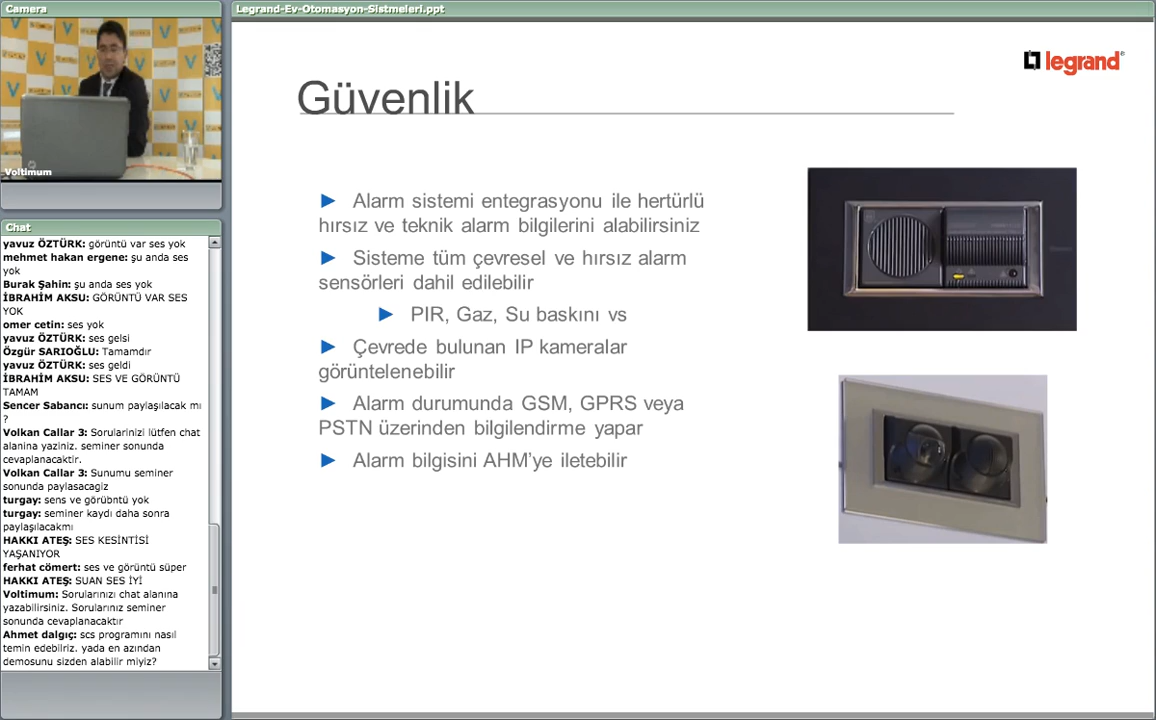 Camera
Voltimum
Chat
yavuz ÖZTÜRK: görüntü var ses yok
mehmet hakan ergene: şu anda ses
yok
Burak Şahin: şu anda ses yok
İBRAHİM AKSU: GÖRÜNTÜ VAR SES
YOK
omer cetin: ses yok
yavuz ÖZTÜRK: ses gelsi
Özgür SARIOĞLU: Tamamdır
yavuz ÖZTÜRK: ses geldi
İBRAHİM AKSU: SES VE GÖRÜNTÜ
TAMAM
Sencer Sabancı: sunum paylaşılacak mı
?
Volkan Callar 3: Sorularinizi lütfen chat
alanina yaziniz. seminer sonunda
cevaplanacaktir.
Volkan Callar 3: Sunumu seminer
sonunda paylasacagiz
turgay: sens ve görübntü yok
turgay: seminer kaydı daha sonra
paylaşılacakmı
HAKKI ATEŞ: SES KESİNTİSİ
YAŞANIYOR
ferhat cömert: ses ve görüntü süper
HAKKI ATEŞ: SUAN SES İYİ
Voltimum: Sorularınızı chat alanına
yazabilirsiniz. Sorularınız seminer
sonunda cevaplanacaktır
Ahmet dalgıç: scs programını nasıl
temin edebilriz. yada en azından
demosunu sizden alabilir miyiz?
Legrand-Ev-Otomasyon-Sistmeleri.ppt
legrand®
Güvenlik
► Alarm sistemi entegrasyonu ile hertürlü
hırsız ve teknik alarm bilgilerini alabilirsiniz
► Sisteme tüm çevresel ve hırsız alarm
sensörleri dahil edilebilir
► PIR, Gaz, Su baskını vs
► Çevrede bulunan IP kameralar
görüntelenebilir
► Alarm durumunda GSM, GPRS veya
PSTN üzerinden bilgilendirme yapar
► Alarm bilgisini AHM’ye iletebilir